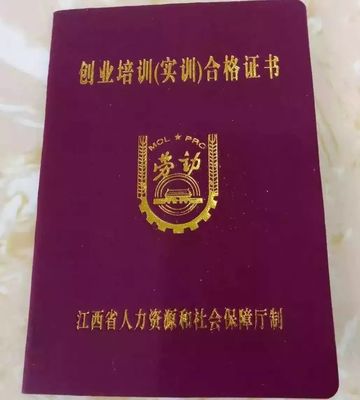 创业培训(实训)合格证书
MOL★PRC
劳动
江西省人力资源和社会保障厅制